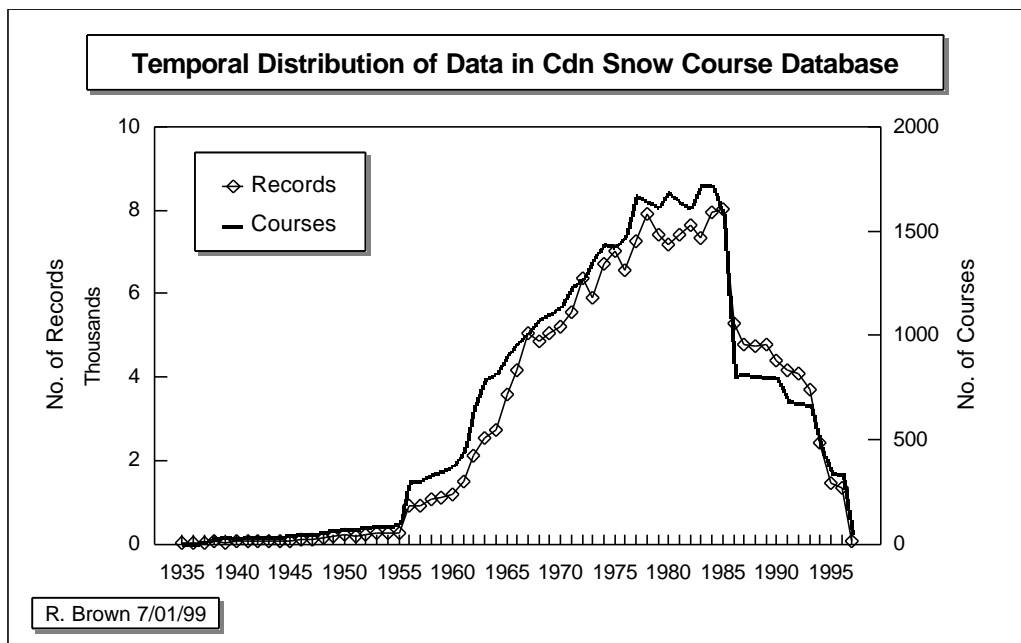 Temporal Distribution of Data in Cdn Snow Course Database
10
8
6
4
2
0
No. of Records
Thousands
Records
Courses
2000
1500
1000
500
0
No. of Courses
1935 1940 1945 1950 1955 1960 1965 1970 1975 1980 1985 1990 1995
R. Brown 7/01/99